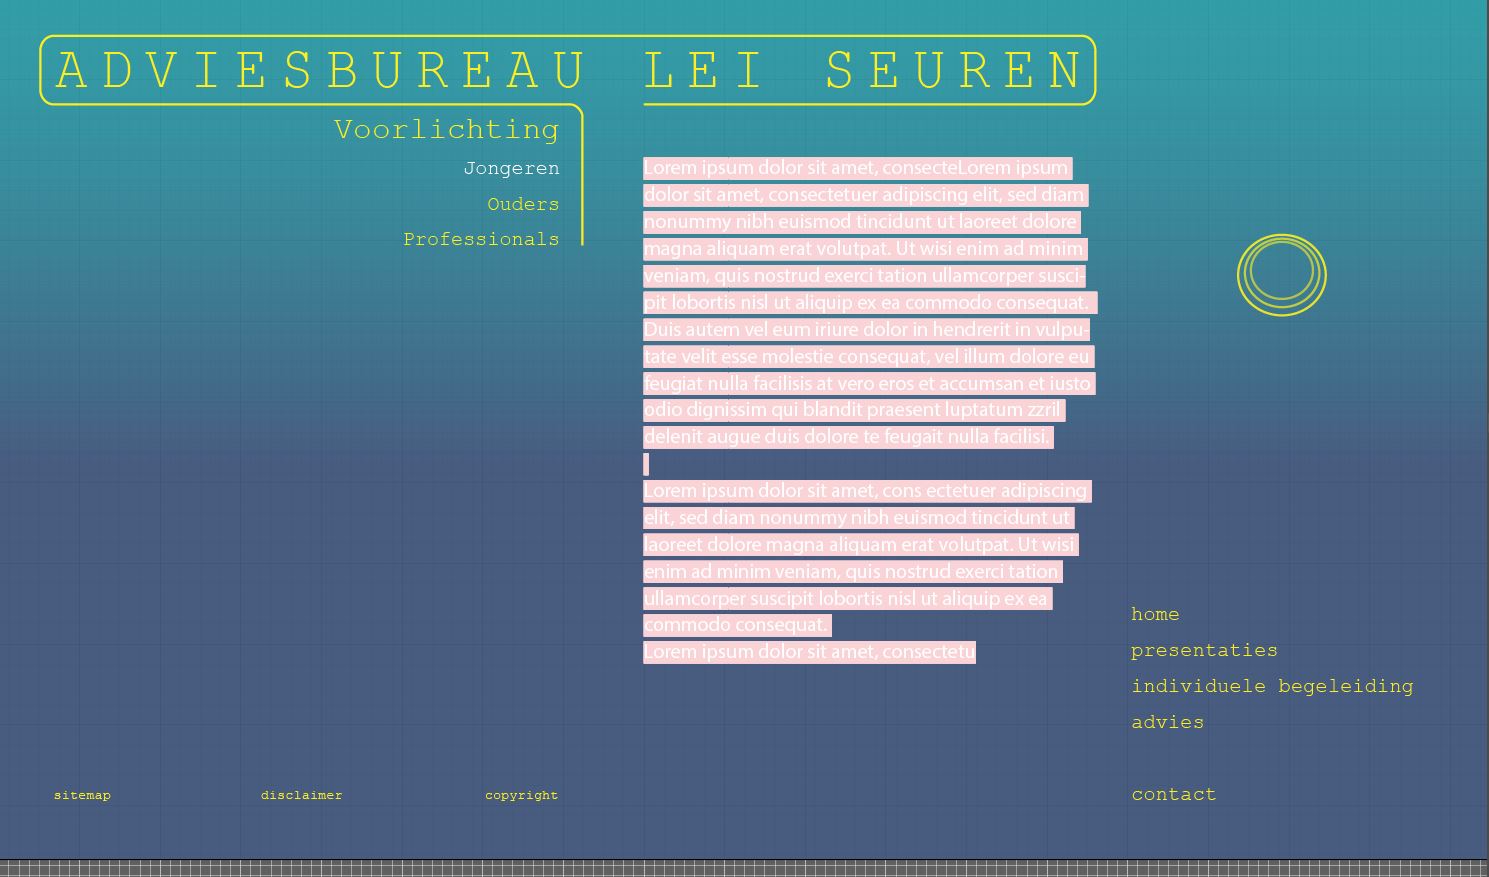 ADVIESBUREAU LEI SEUREN
Voorlichting
Jongeren
Ouders
Professionals
Lorem ipsum dolor sit amet, consecteLorem ipsum
dolor sit amet, consectetuer adipiscing elit, sed diam
nonummy nibh euismod tincidunt ut laoreet dolore
magna aliquam erat volutpat. Ut wisi enim ad minim
veniam, quis nostrud exerci tation ullamcorper susci-
pit lobortis nisl ut aliquip ex ea commodo consequat.
Duis autem vel eum iriure dolor in hendrerit in vulpu-
tate velit esse molestie consequat, vel illum dolore eu
feugiat nulla facilisis at vero eros et accumsan et iusto
odio dignissim qui blandit praesent luptatum zzril
delenit augue duis dolore te feugait nulla facilisi.
Lorem ipsum dolor sit amet, cons ectetuer adipiscing
elit, sed diam nonummy nibh euismod tincidunt ut
laoreet dolore magna aliquam erat volutpat. Ut wisi
enim ad minim veniam, quis nostrud exerci tation
ullamcorper suscipit lobortis nisl ut aliquip ex ea
commodo consequat.
Lorem ipsum dolor sit amet, consectetu
home
presentaties
individuele begeleiding
advies
contact
sitemap
disclaimer
copyright